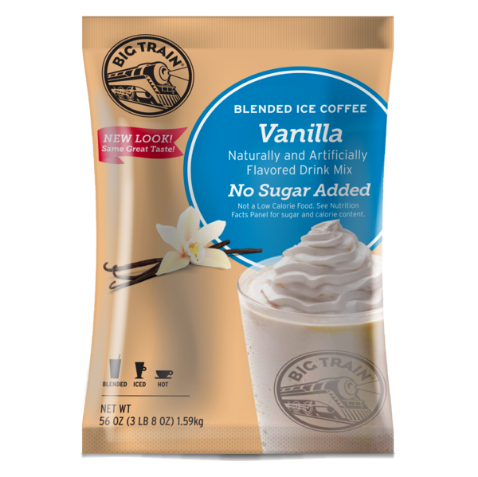 BIG TRAIN®
NEW LOOK!
Same Great Taste!
BLENDED ICE COFFEE
Vanilla
Naturally and Artificially
Flavored Drink Mix
No Sugar Added
Not a Low Calorie Food. See Nutrition
Facts Panel for sugar and calorie content.
BIG TRAIN
BLENDED ICED HOT
NET WT
56 OZ (3 LB 8 OZ) 1.59kg